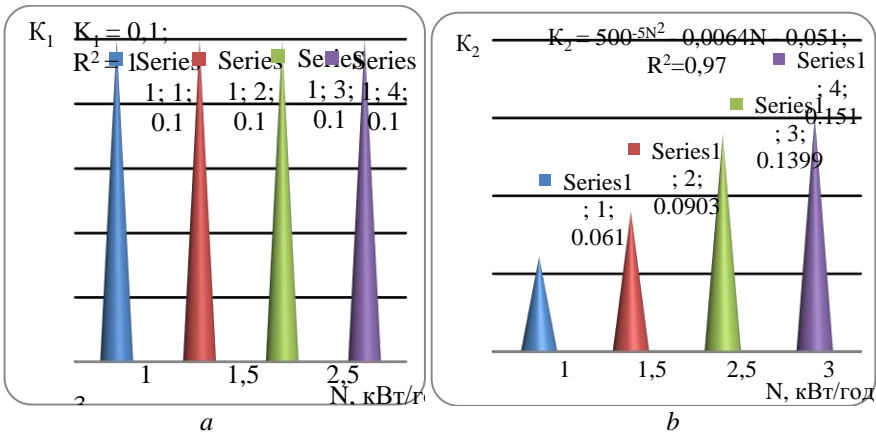 К₁
K₁ = 0,1;
R² = 1
Series
1; 1;
0.1
Series
1; 2;
0.1
Series
1; 3;
0.1
Series
1; 4;
0.1
1 1,5 2,5
N, кВт/г
а
К₂
K₂ = 500⁻⁵ᴺ² - 0,0064N - 0,051;
R²=0,97
Series1
; 1;
0.061
Series1
; 2;
0.0903
Series1
; 3;
0.1399
Series1
; 4;
0.151
1 1,5 2,5 3
N, кВт/год
b